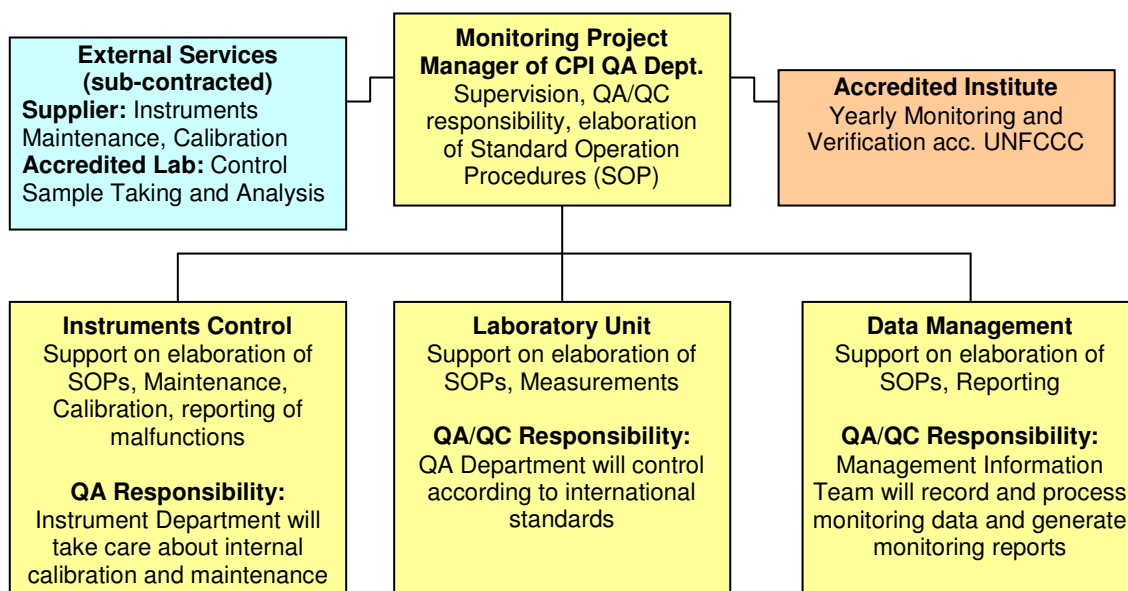 External Services
(sub-contracted)
Supplier: Instruments
Maintenance, Calibration
Accredited Lab: Control
Sample Taking and Analysis
Monitoring Project
Manager of CPI QA Dept.
Supervision, QA/QC
responsibility, elaboration
of Standard Operation
Procedures (SOP)
Accredited Institute
Yearly Monitoring and
Verification acc. UNFCCC
Instruments Control
Support on elaboration of
SOPs, Maintenance,
Calibration, reporting of
malfunctions
QA Responsibility:
Instrument Department will
take care about internal
calibration and maintenance
Laboratory Unit
Support on elaboration of
SOPs, Measurements
QA/QC Responsibility:
QA Department will control
according to international
standards
Data Management
Support on elaboration of
SOPs, Reporting
QA/QC Responsibility:
Management Information
Team will record and process
monitoring data and generate
monitoring reports